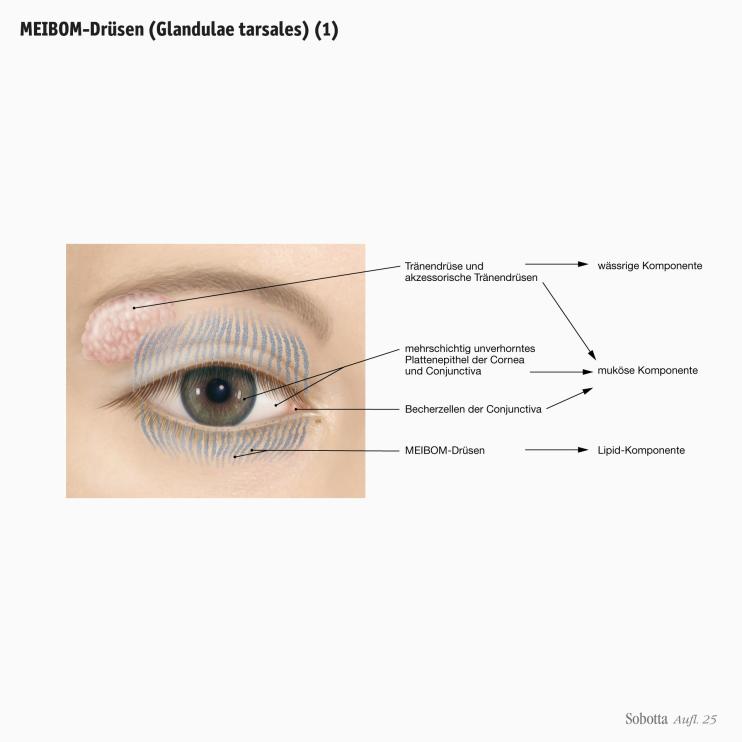 MEIBOM-Drüsen (Glandulae tarsales) (1)
Tränendrüse und
akzessorische Tränendrüsen
wässrige Komponente
mehrschichtig unverhorntes
Plattenepithel der Cornea
und Conjunctiva
muköse Komponente
Becherzellen der Conjunctiva
MEIBOM-Drüsen
Lipid-Komponente
Sobotta Aufl. 25